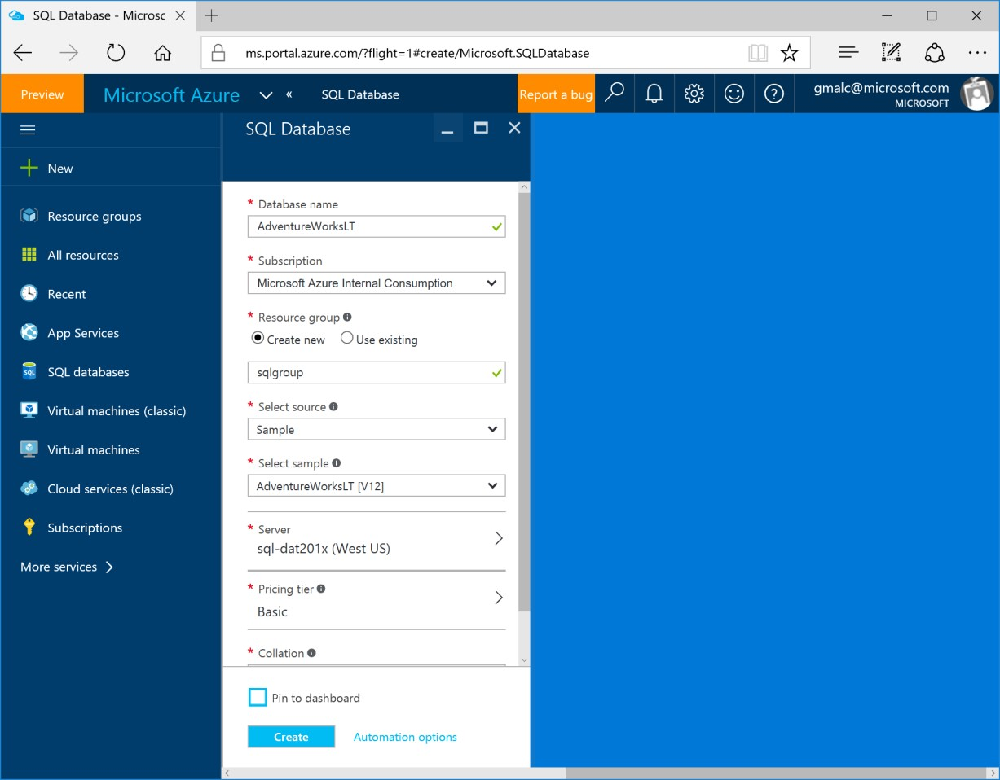 SQL Database - Microsc
ms.portal.azure.com/?flight=1#create/Microsoft.SQLDatabase
Preview
Microsoft Azure
«
SQL Database
Report a bug
gmalc@microsoft.com
MICROSOFT
New
Resource groups
All resources
Recent
App Services
SQL
SQL databases
Virtual machines (classic)
Virtual machines
Cloud services (classic)
Subscriptions
More services
SQL Database
* Database name
AdventureWorksLT
* Subscription
Microsoft Azure Internal Consumption
* Resource group
Create new Use existing
sqlgroup
* Select source
Sample
* Select sample
AdventureWorksLT [V12]
* Server
sql-dat201x (West US)
* Pricing tier
Basic
* Collation
Pin to dashboard
Create Automation options